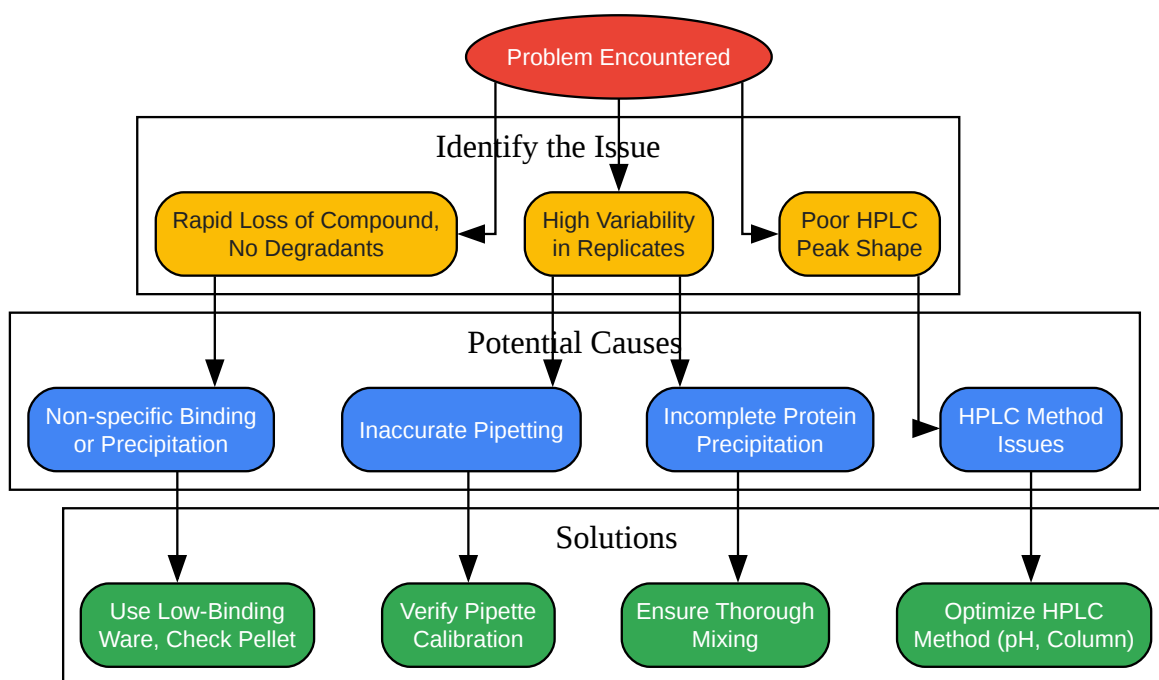 Problem Encountered
Identify the Issue
Rapid Loss of Compound,
No Degradants
High Variability
in Replicates
Poor HPLC
Peak Shape
Potential Causes
Non-specific Binding
or Precipitation
Inaccurate Pipetting
Incomplete Protein
Precipitation
HPLC Method
Issues
Solutions
Use Low-Binding
Ware, Check Pellet
Verify Pipette
Calibration
Ensure Thorough
Mixing
Optimize HPLC
Method (pH, Column)